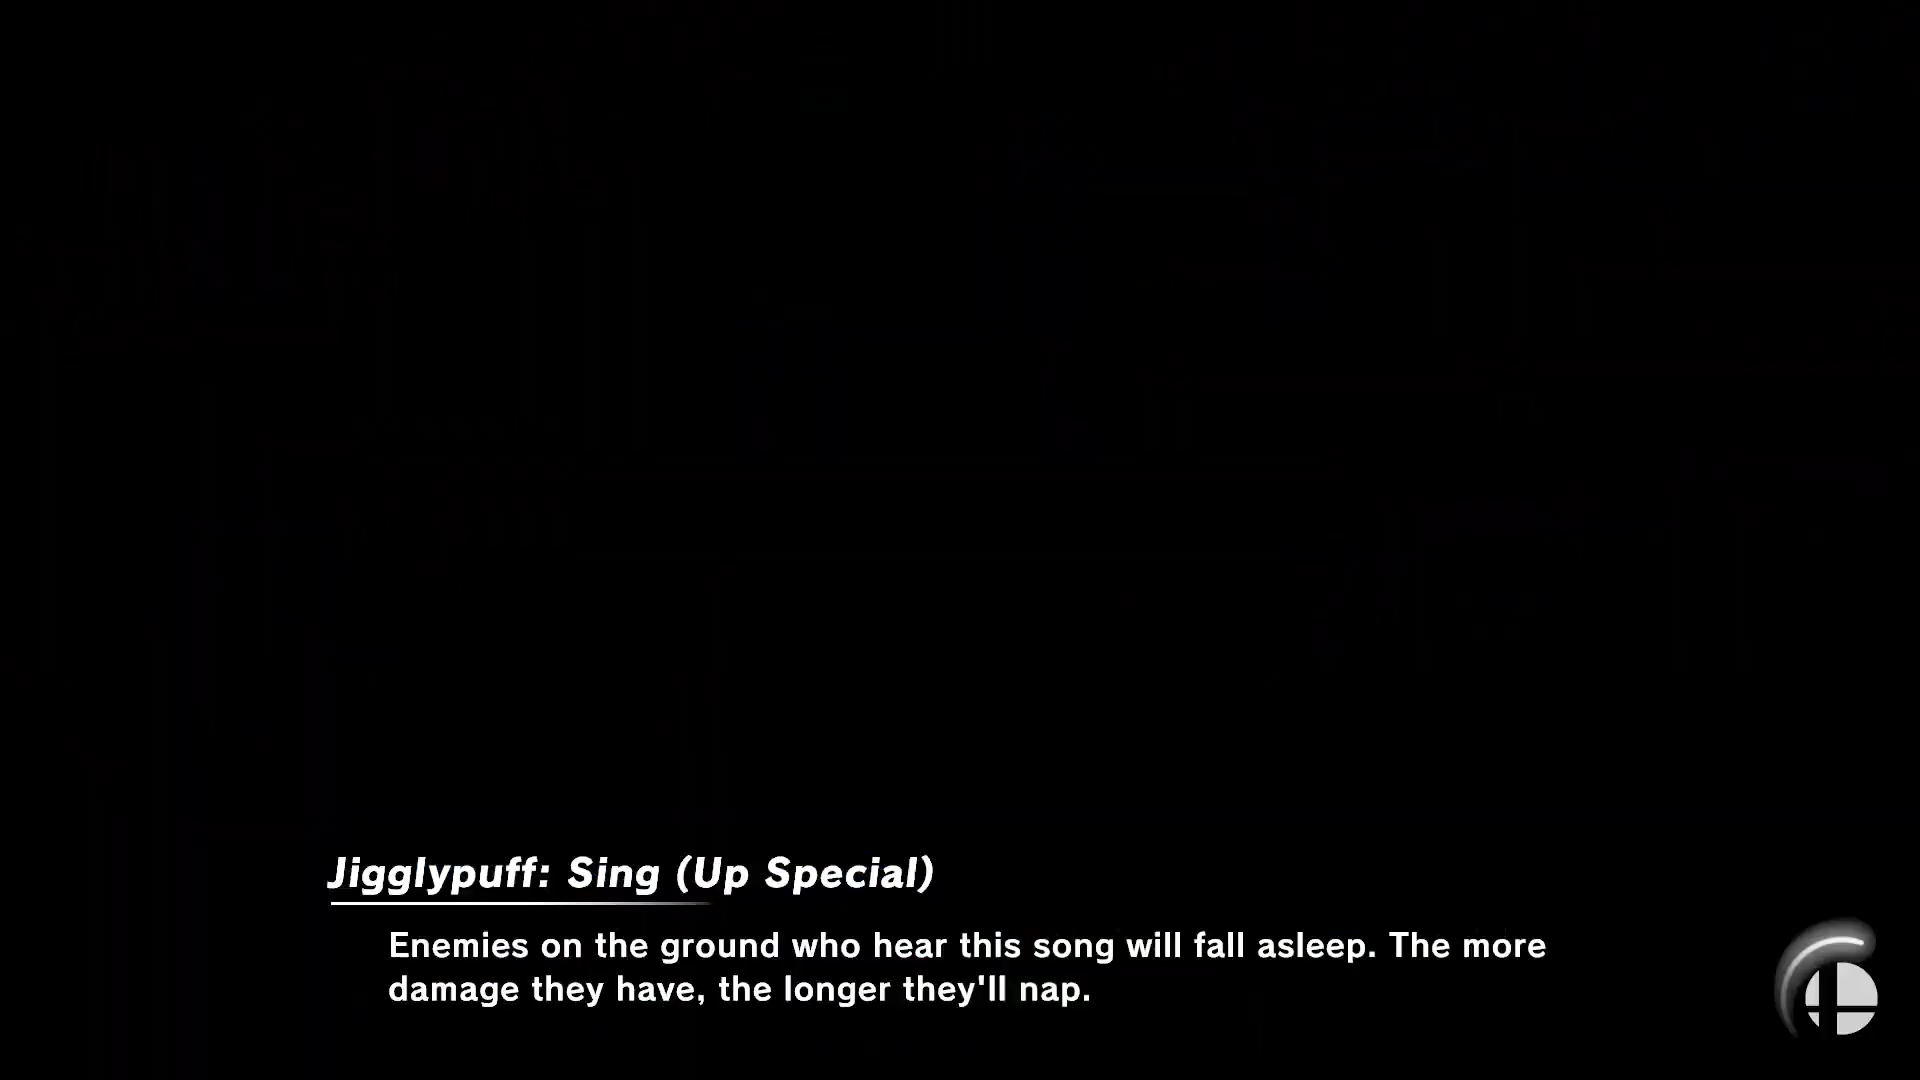 Jigglypuff: Sing (Up Special)
Enemies on the ground who hear this song will fall asleep. The more
damage they have, the longer they'll nap.